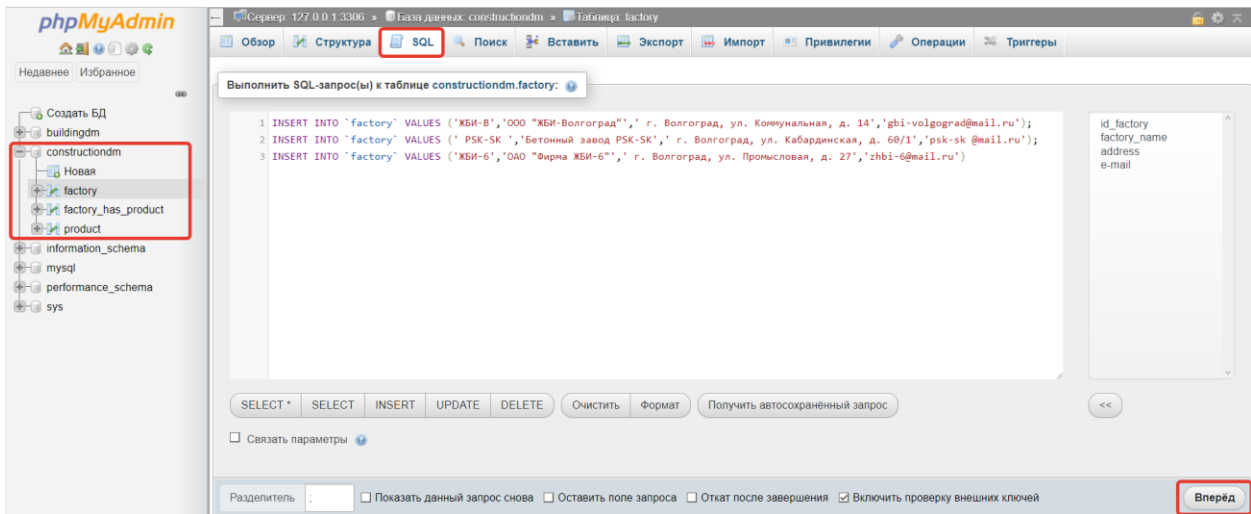 phpMyAdmin
Недавнее Избранное
Создать БД
buildingdm
constructiondm
Новая
factory
factory_has_product
product
information_schema
mysql
performance_schema
sys
Сервер: 127.0.0.1:3306 » База данных: constructiondm » Таблица: factory
Обзор Структура SQL Поиск Вставить Экспорт Импорт Привилегии Операции Триггеры
Выполнить SQL-запрос(ы) к таблице constructiondm.factory:
1 INSERT INTO `factory` VALUES ('ЖБИ-В','ООО "ЖБИ-Волгоград"',' г. Волгоград, ул. Коммунальная, д. 14','gbi-volgograd@mail.ru');
2 INSERT INTO `factory` VALUES (' PSK-SK ','Бетонный завод PSK-SK',' г. Волгоград, ул. Кабардинская, д. 60/1','psk-sk @mail.ru');
3 INSERT INTO `factory` VALUES ('ЖБИ-6','ОАО "Фирма ЖБИ-6"',' г. Волгоград, ул. Промысловая, д. 27','zhbi-6@mail.ru')
id_factory
factory_name
address
e-mail
SELECT * SELECT INSERT UPDATE DELETE Очистить Формат Получить автосохранённый запрос <<
Связать параметры
Разделитель ; Показать данный запрос снова Оставить поле запроса Откат после завершения Включить проверку внешних ключей Вперёд